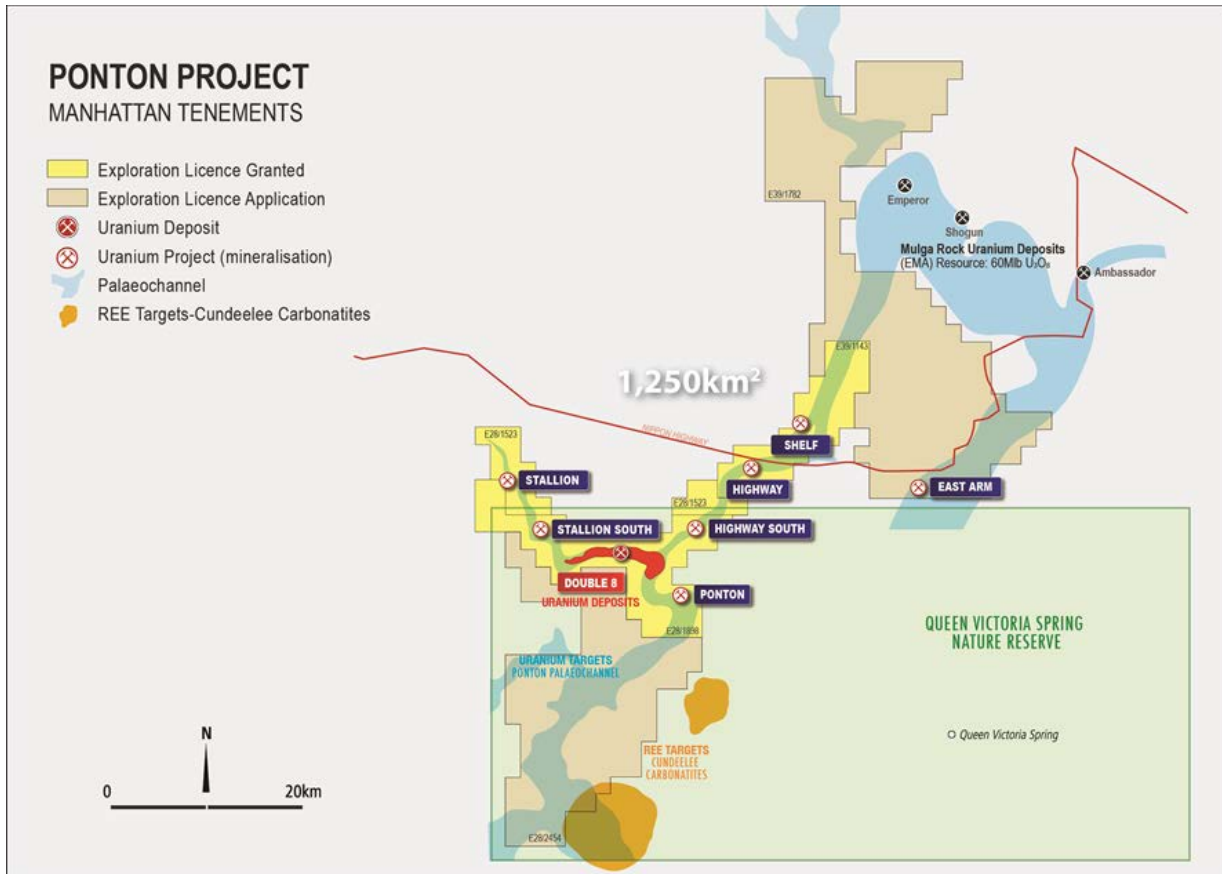 PONTON PROJECT
MANHATTAN TENEMENTS
Exploration Licence Granted
Exploration Licence Application
Uranium Deposit
Uranium Project (mineralisation)
Palaeochannel
REE Targets-Cundeelee Carbonatites
E39/1782
Emperor
Shogun
Mulga Rock Uranium Deposits
(EMA) Resource: 60Mlb U₃O₈
Ambassador
E39/1143
1,250km²
NIPPON HIGHWAY
SHELF
E28/1523
STALLION
HIGHWAY
EAST ARM
E28/1523
STALLION SOUTH
HIGHWAY SOUTH
DOUBLE 8
URANIUM DEPOSITS
PONTON
E28/1898
QUEEN VICTORIA SPRING
NATURE RESERVE
URANIUM TARGETS
PONTON PALAEOCHANNEL
Queen Victoria Spring
REE TARGETS
CUNDEELEE
CARBONATITES
N
0 20km
E28/2454